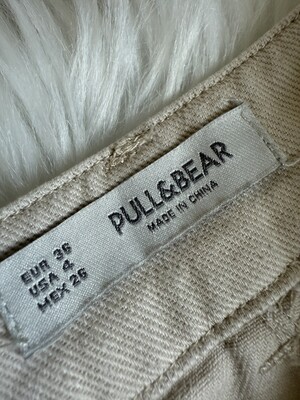 PULL&BEAR
MADE IN CHINA
EUR 36
USA 4
MEX 26